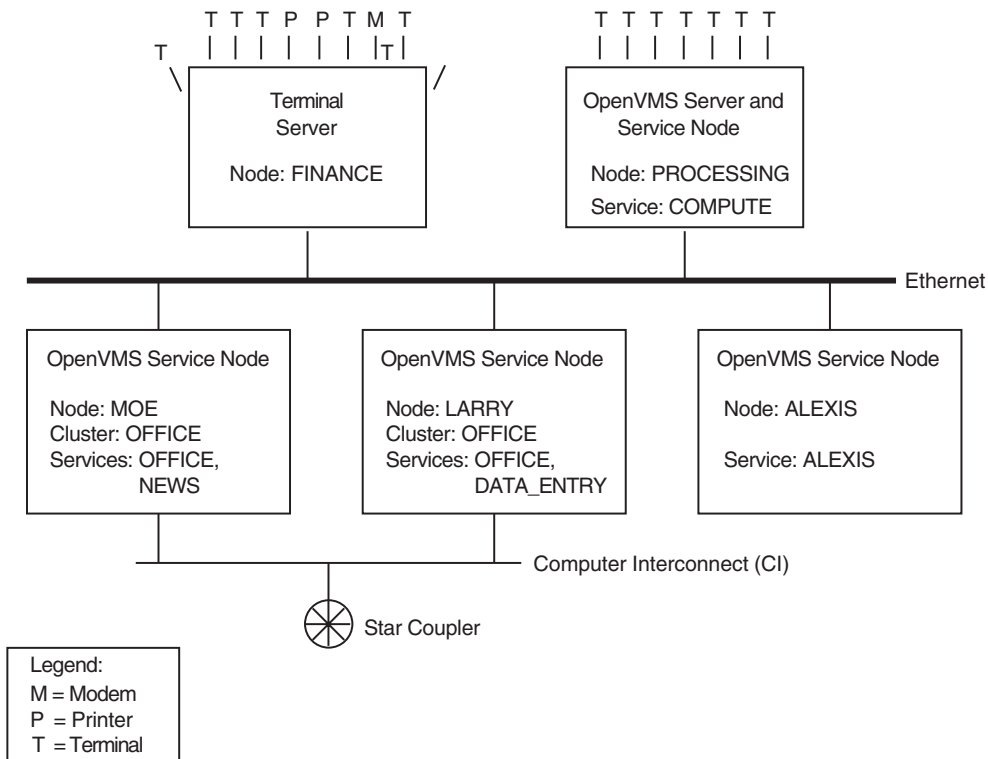 T T T P P T M T
T T T T T T T
T
T
Terminal
Server
Node: FINANCE
OpenVMS Server and
Service Node
Node: PROCESSING
Service: COMPUTE
Ethernet
OpenVMS Service Node
Node: MOE
Cluster: OFFICE
Services: OFFICE,
NEWS
OpenVMS Service Node
Node: LARRY
Cluster: OFFICE
Services: OFFICE,
DATA_ENTRY
OpenVMS Service Node
Node: ALEXIS
Service: ALEXIS
Computer Interconnect (CI)
Star Coupler
Legend:
M = Modem
P = Printer
T = Terminal